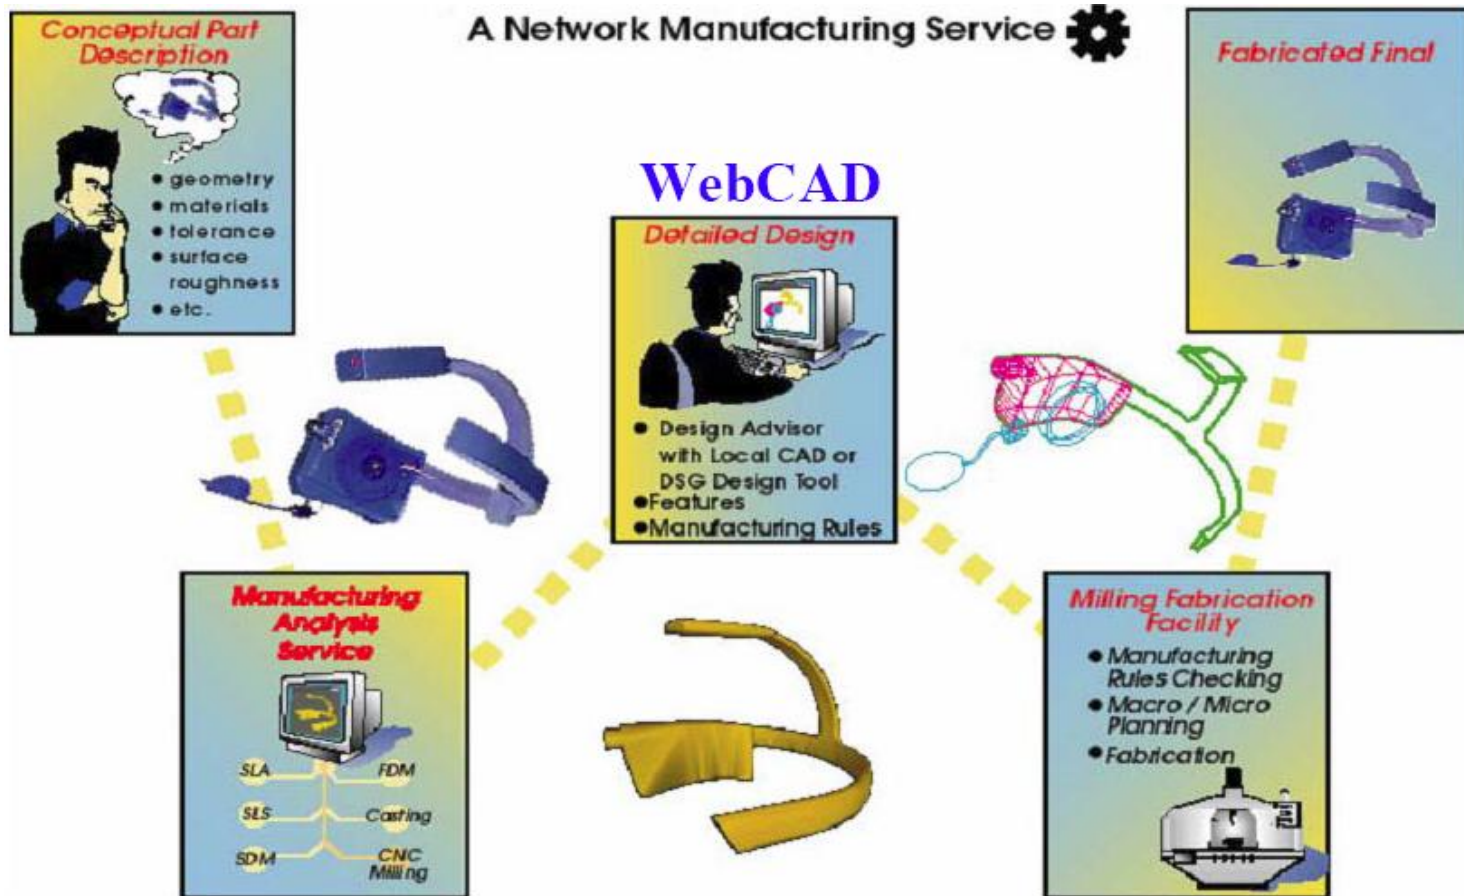 A Network Manufacturing Service
Conceptual Part
Description
• geometry
• materials
• tolerance
• surface
roughness
• etc.
WebCAD
Detailed Design
• Design Advisor
with Local CAD or
DSG Design Tool
•Features
•Manufacturing Rules
Fabricated Final
Manufacturing
Analysis
Service
SLA
FDM
SLS
Casting
SDM
CNC
Milling
Milling Fabrication
Facility
• Manufacturing
Rules Checking
• Macro / Micro
Planning
• Fabrication